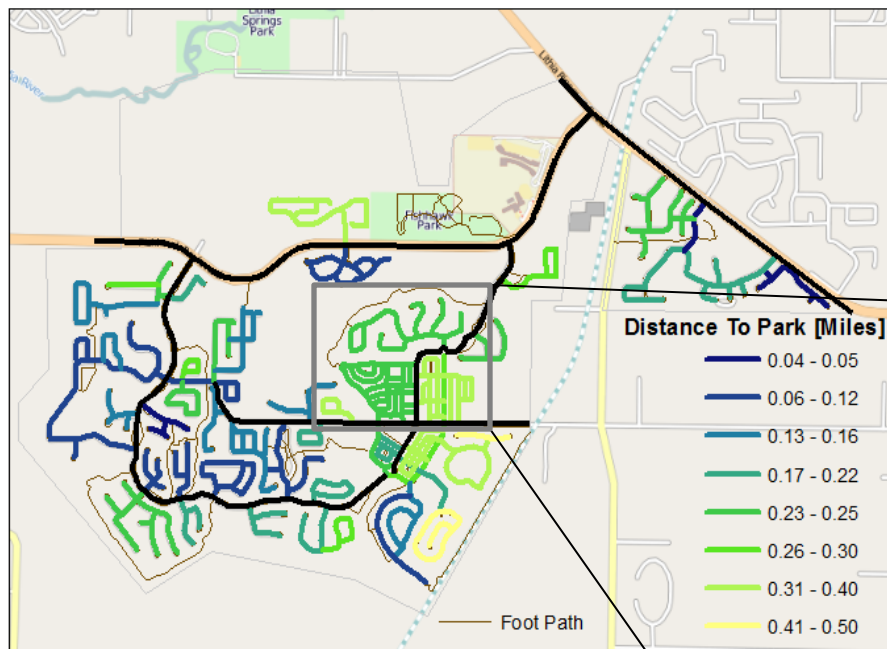 Springs
Park
Lithia
Fishhawk
Park
Distance To Park [Miles]
0.04 - 0.05
0.06 - 0.12
0.13 - 0.16
0.17 - 0.22
0.23 - 0.25
0.26 - 0.30
0.31 - 0.40
0.41 - 0.50
Foot Path